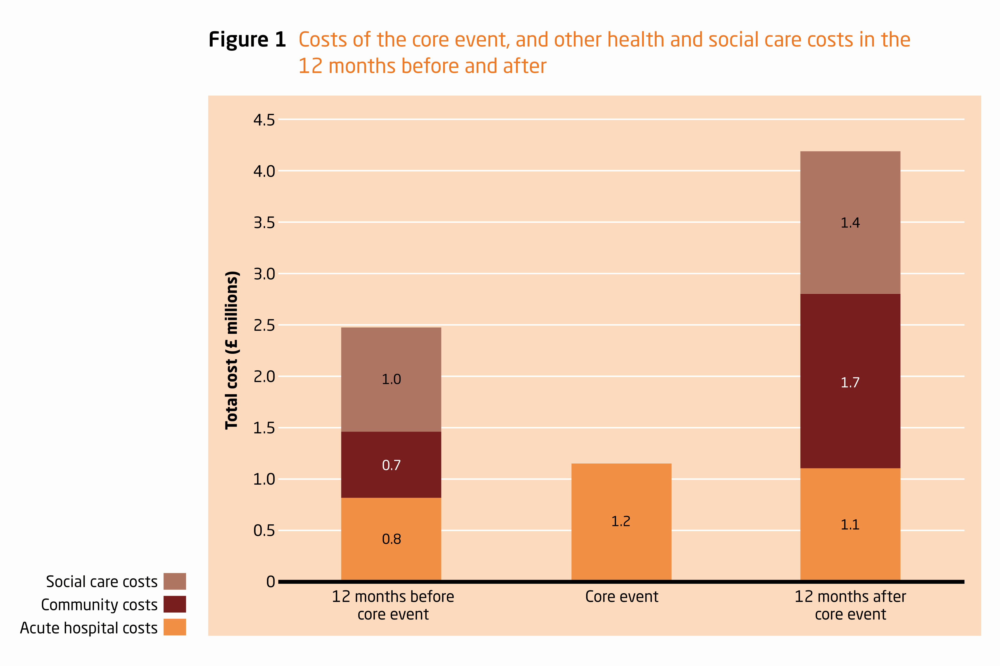 Figure 1 Costs of the core event, and other health and social care costs in the
12 months before and after
Total cost (£ millions)
4.5
4.0
3.5
3.0
2.5
2.0
1.5
1.0
0.5
0
1.0
0.7
0.8
1.2
1.4
1.7
1.1
12 months before
core event
Core event
12 months after
core event
Social care costs
Community costs
Acute hospital costs